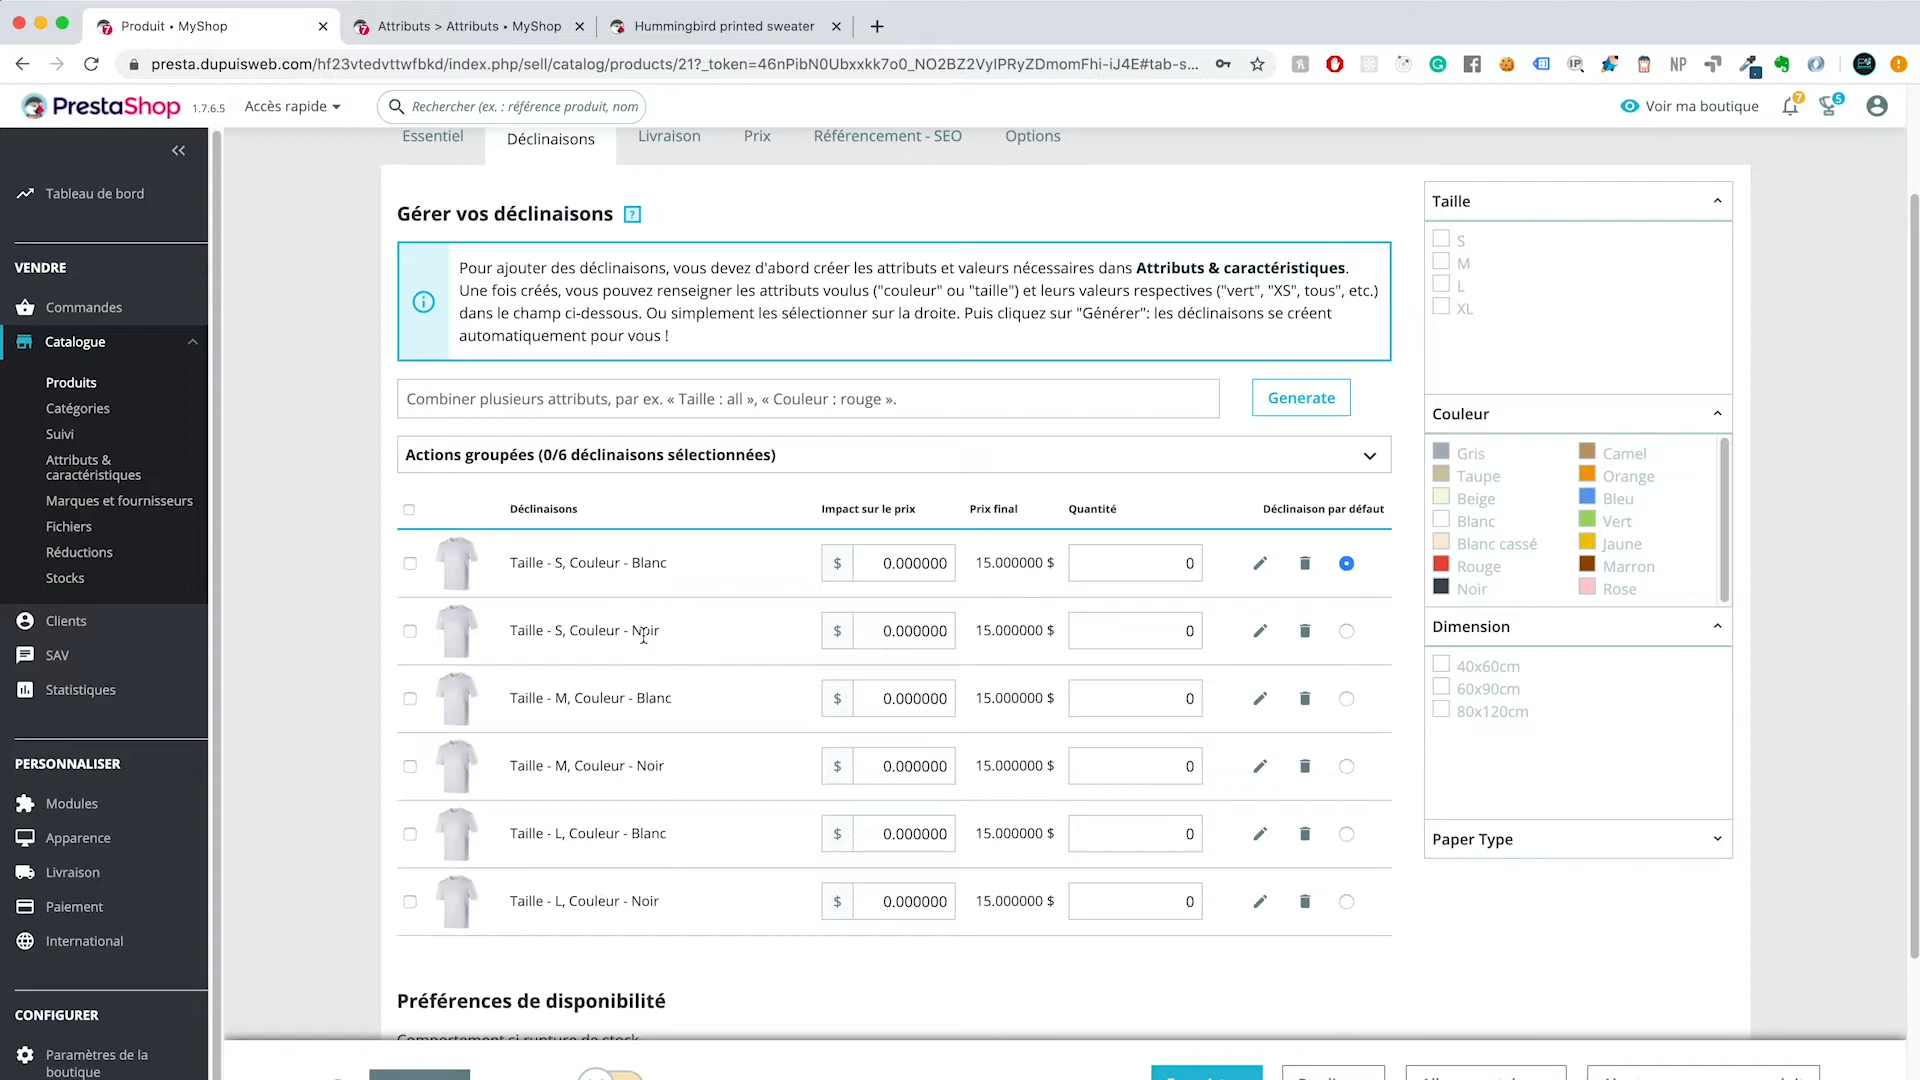 Produit • MyShop
Attributs > Attributs • MyShop
Hummingbird printed sweater
presta.dupuisweb.com/hf23vtedvttwfbkd/index.php/sell/catalog/products/21?_token=46nPibN0Ubxxkk7o0_NO2BZ2VyIPRyZDmomFhi-iJ4E#tab-s...
PrestaShop 1.7.6.5
Accès rapide
Rechercher (ex. : référence produit, nom
Voir ma boutique
7
5
Essentiel
Déclinaisons
Livraison
Prix
Référencement - SEO
Options
Tableau de bord
VENDRE
Commandes
Catalogue
Produits
Catégories
Suivi
Attributs &
caractéristiques
Marques et fournisseurs
Fichiers
Réductions
Stocks
Clients
SAV
Statistiques
PERSONNALISER
Modules
Apparence
Livraison
Paiement
International
CONFIGURER
Paramètres de la
boutique
Gérer vos déclinaisons ?
Pour ajouter des déclinaisons, vous devez d'abord créer les attributs et valeurs nécessaires dans Attributs & caractéristiques.
Une fois créés, vous pouvez renseigner les attributs voulus ("couleur" ou "taille") et leurs valeurs respectives ("vert", "XS", tous", etc.)
dans le champ ci-dessous. Ou simplement les sélectionner sur la droite. Puis cliquez sur "Générer": les déclinaisons se créent
automatiquement pour vous !
Combiner plusieurs attributs, par ex. « Taille : all », « Couleur : rouge ».
Generate
Actions groupées (0/6 déclinaisons sélectionnées)
Déclinaisons Impact sur le prix Prix final Quantité Déclinaison par défaut
Taille - S, Couleur - Blanc $ 0.000000 15.000000 $ 0
Taille - S, Couleur - Noir $ 0.000000 15.000000 $ 0
Taille - M, Couleur - Blanc $ 0.000000 15.000000 $ 0
Taille - M, Couleur - Noir $ 0.000000 15.000000 $ 0
Taille - L, Couleur - Blanc $ 0.000000 15.000000 $ 0
Taille - L, Couleur - Noir $ 0.000000 15.000000 $ 0
Préférences de disponibilité
Comportement si rupture de stock
Taille
S
M
L
XL
Couleur
Gris Camel
Taupe Orange
Beige Bleu
Blanc Vert
Blanc cassé Jaune
Rouge Marron
Noir Rose
Dimension
40x60cm
60x90cm
80x120cm
Paper Type